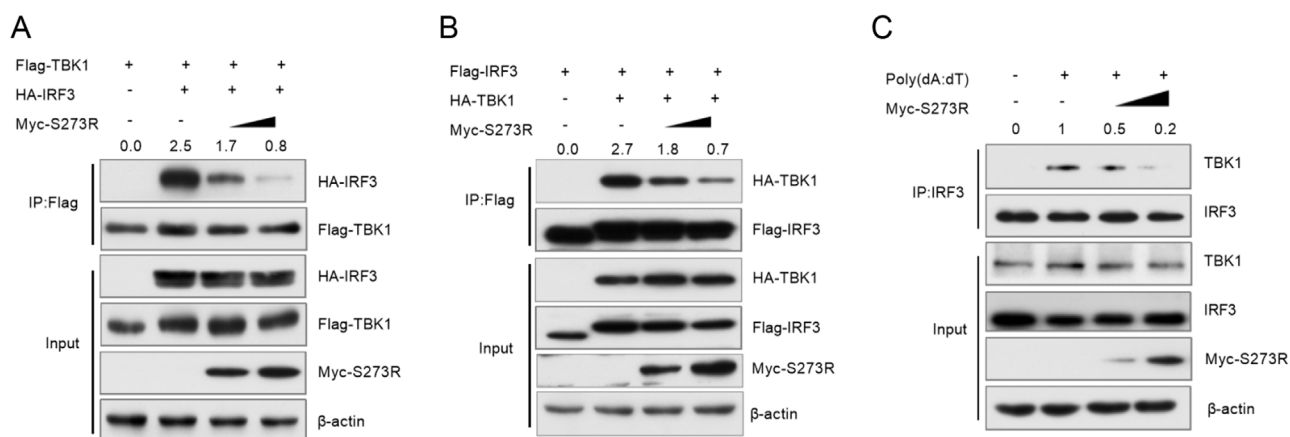 A
Flag-TBK1 + + + +
HA-IRF3 - + + +
Myc-S273R - -
0.0 2.5 1.7 0.8
IP:Flag
HA-IRF3
Flag-TBK1
Input
HA-IRF3
Flag-TBK1
Myc-S273R
β-actin
B
Flag-IRF3 + + + +
HA-TBK1 - + + +
Myc-S273R - -
0.0 2.7 1.8 0.7
IP:Flag
HA-TBK1
Flag-IRF3
Input
HA-TBK1
Flag-IRF3
Myc-S273R
β-actin
C
Poly(dA:dT) - + + +
Myc-S273R - -
0 1 0.5 0.2
IP:IRF3
TBK1
IRF3
Input
TBK1
IRF3
Myc-S273R
β-actin